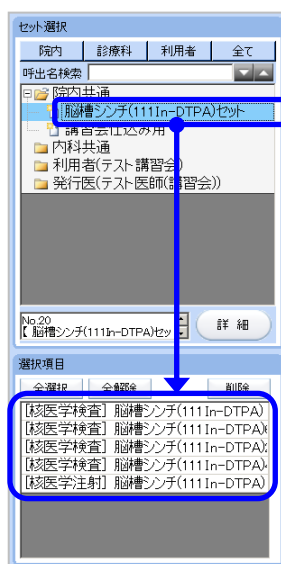 セット選択
院内 診療科 利用者 全て
呼出名検索
院内共通
脳槽シンチ(111In-DTPA)セット
講習会仕込み用
内科共通
利用者(テスト講習会)
発行医(テスト医師(講習会))
No.20
【 脳槽シンチ(111In-DTPA)セッ
詳 細
選択項目
全選択 全解除 削除
[核医学検査] 脳槽シンチ(111In-DTPA)
[核医学検査] 脳槽シンチ(111In-DTPA)
[核医学検査] 脳槽シンチ(111In-DTPA)
[核医学検査] 脳槽シンチ(111In-DTPA)
[核医学注射] 脳槽シンチ(111In-DTPA)